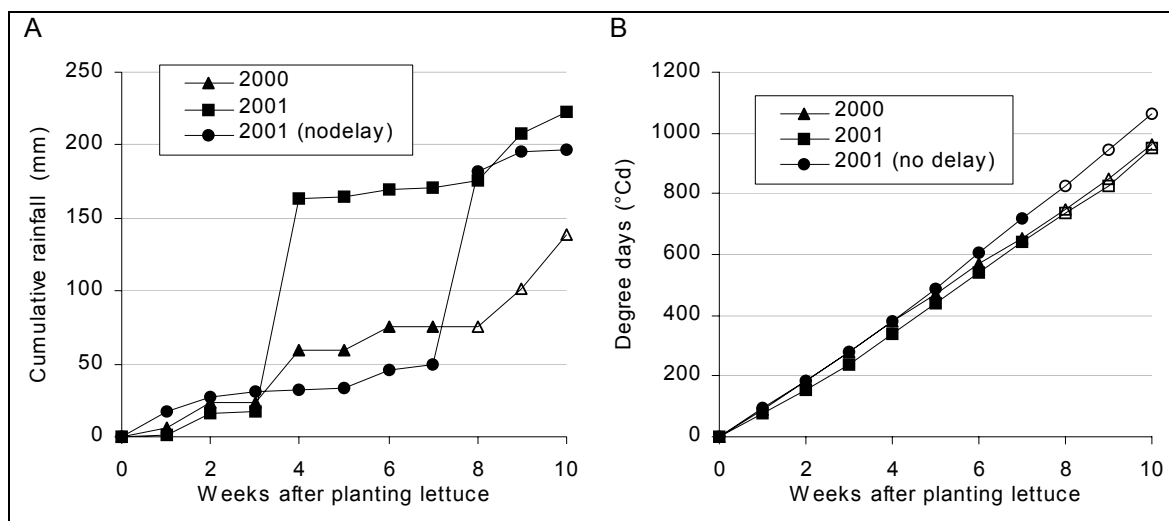 A
250
200
150
100
50
0
Cumulative rainfall (mm)
2000
2001
2001 (nodelay)
0 2 4 6 8 10
Weeks after planting lettuce
B
1200
1000
800
600
400
200
0
Degree days (°Cd)
2000
2001
2001 (no delay)
0 2 4 6 8 10
Weeks after planting lettuce